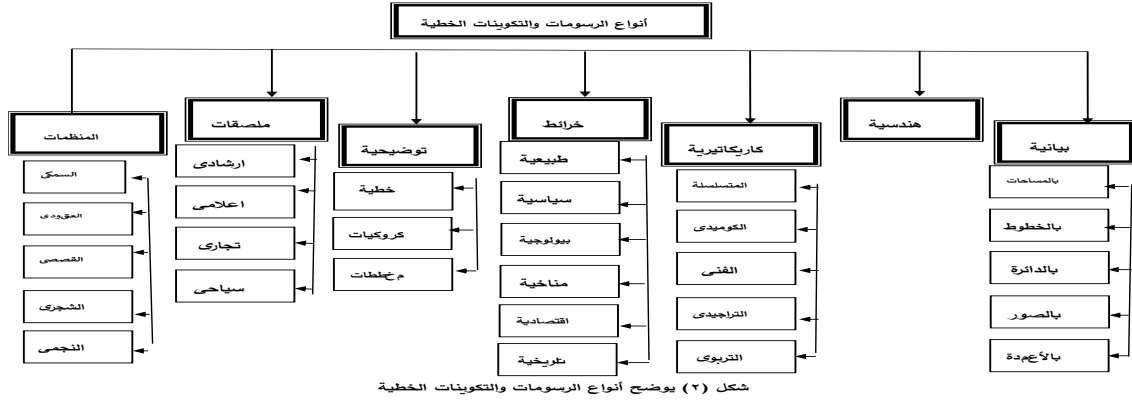 أنواع الرسومات والتكوينات الخطية
بيانية
بالمساحات
بالخطوط
بالدائرة
بالصور
بالأعمدة
هندسية
كاريكاتيرية
المتسلسلة
الكوميدى
الفنى
التراجيدى
التربوى
خرائط
طبيعية
سياسية
بيولوجية
مناخية
اقتصادية
تاريخية
توضيحية
خطية
كروكيات
مخططات
ملصقات
ارشادى
اعلامى
تجارى
سياحى
المنظمات
السمكى
العنقودى
القصصى
الشجرى
النجمى
شكل (٢) يوضح أنواع الرسومات والتكوينات الخطية